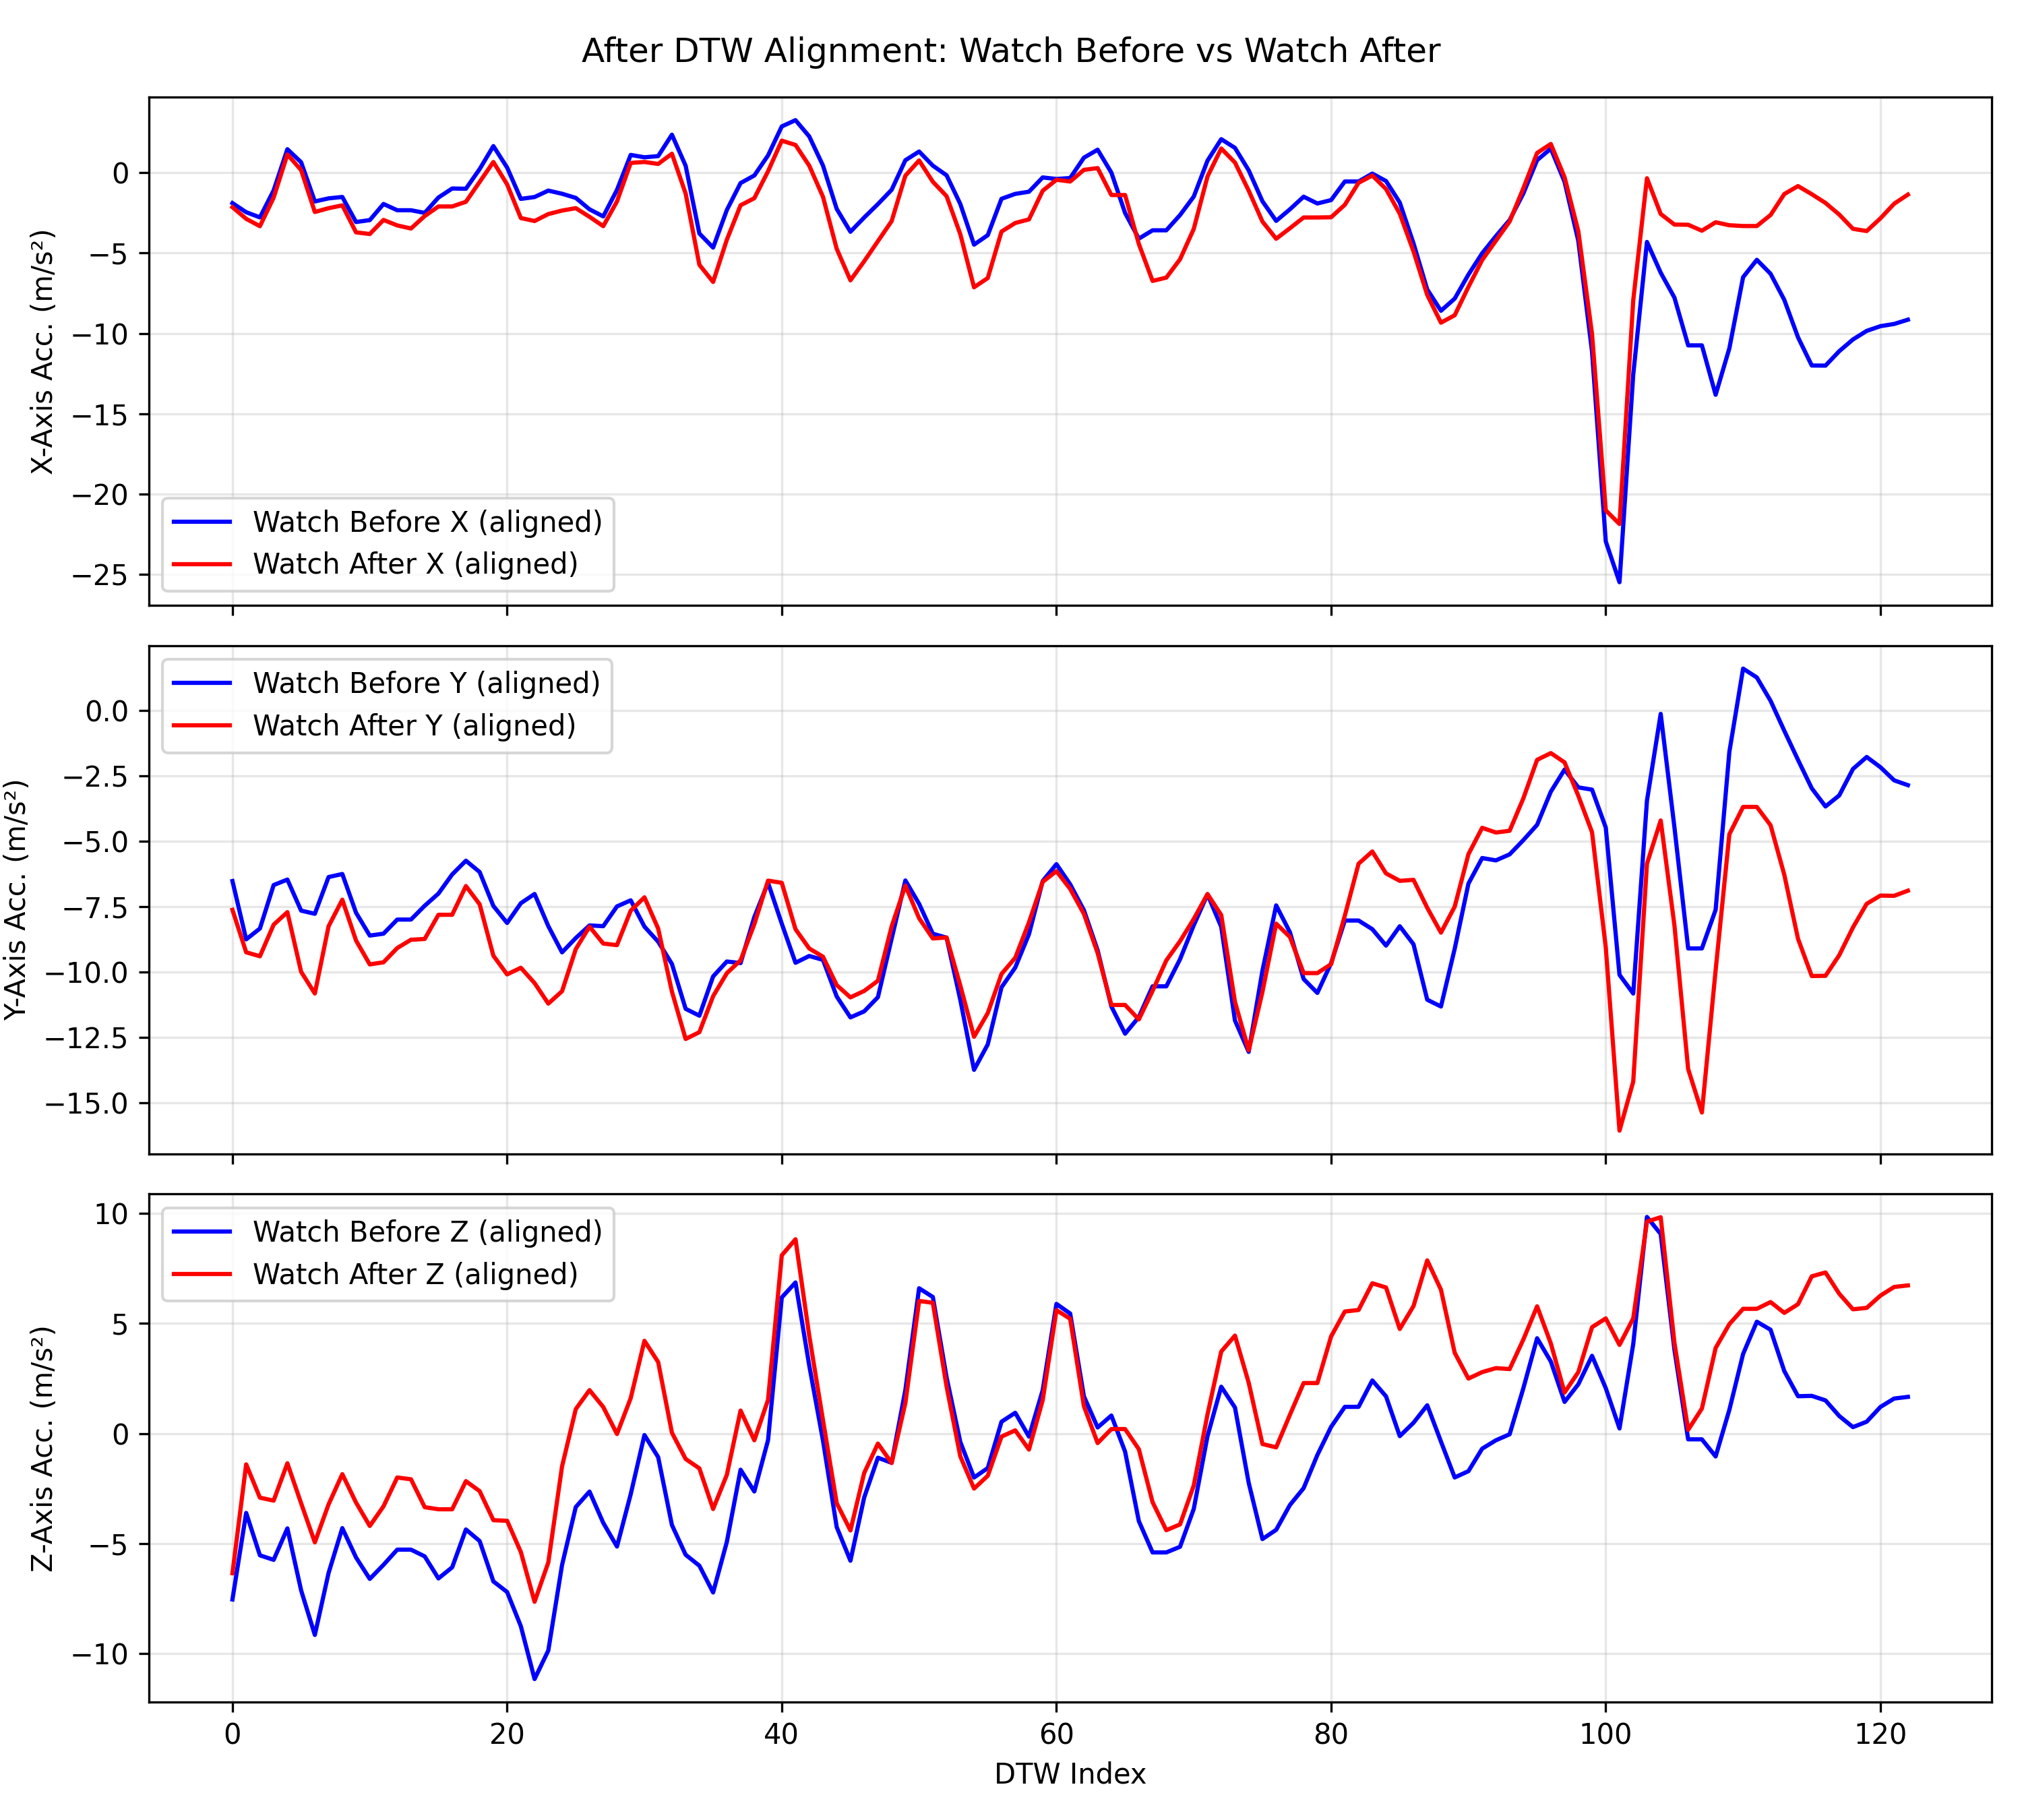 After DTW Alignment: Watch Before vs Watch After
X-Axis Acc. (m/s²)
0
−5
−10
−15
−20
−25
Watch Before X (aligned)
Watch After X (aligned)
Y-Axis Acc. (m/s²)
0.0
−2.5
−5.0
−7.5
−10.0
−12.5
−15.0
Watch Before Y (aligned)
Watch After Y (aligned)
Z-Axis Acc. (m/s²)
10
5
0
−5
−10
Watch Before Z (aligned)
Watch After Z (aligned)
0 20 40 60 80 100 120
DTW Index